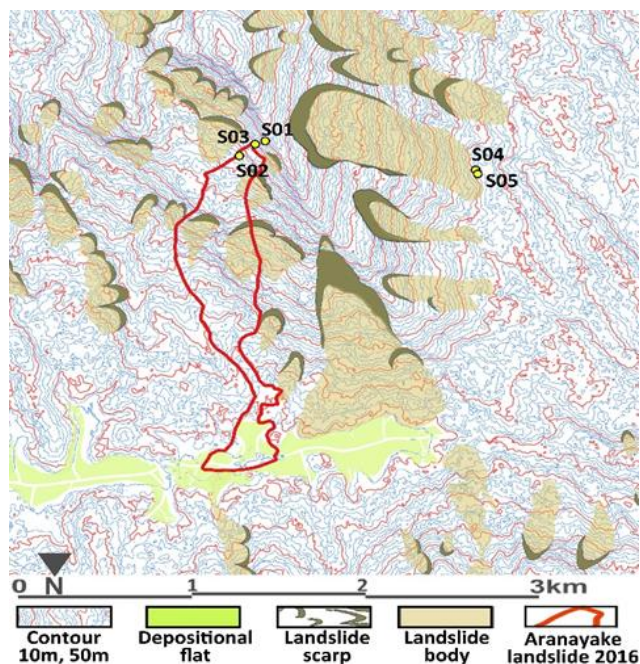 S03 S01
S02
S04
S05
N
0 1 2 3km
Contour
10m, 50m
Depositional
flat
Landslide
scarp
Landslide
body
Aranayake
landslide 2016